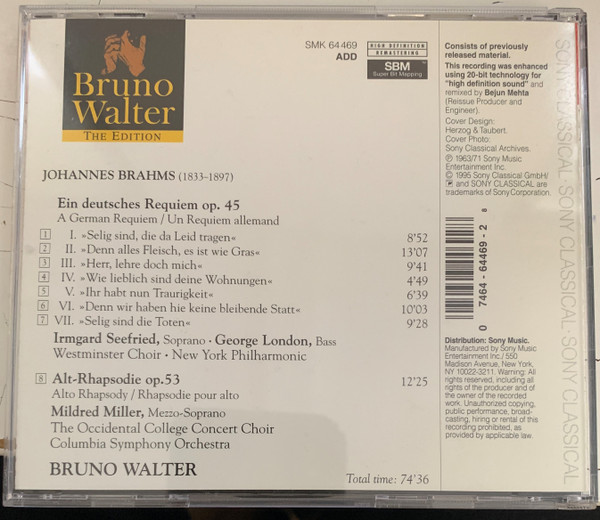 Bruno
Walter
THE EDITION
SMK 64 469
ADD
HIGH DEFINITION
REMASTERING
SBM™
Super Bit Mapping
JOHANNES BRAHMS (1833–1897)
Ein deutsches Requiem op. 45
A German Requiem / Un Requiem allemand
1 I. »Selig sind, die da Leid tragen« 8'52
2 II. »Denn alles Fleisch, es ist wie Gras« 13'07
3 III. »Herr, lehre doch mich« 9'41
4 IV. »Wie lieblich sind deine Wohnungen« 4'49
5 V. »Ihr habt nun Traurigkeit« 6'39
6 VI. »Denn wir haben hie keine bleibende Statt« 10'03
7 VII. »Selig sind die Toten« 9'28
Irmgard Seefried, Soprano · George London, Bass
Westminster Choir · New York Philharmonic
8 Alt-Rhapsodie op.53 12'25
Alto Rhapsody / Rhapsodie pour alto
Mildred Miller, Mezzo-Soprano
The Occidental College Concert Choir
Columbia Symphony Orchestra
BRUNO WALTER
Total time: 74'36
Consists of previously
released material.
This recording was enhanced
using 20-bit technology for
"high definition sound" and
remixed by Bejun Mehta
(Reissue Producer and
Engineer).
Cover Design:
Herzog & Taubert.
Cover Photo:
Sony Classical Archives.
℗ 1963/71 Sony Music
Entertainment Inc./
© 1995 Sony Classical GmbH/
and SONY CLASSICAL are
trademarks of Sony Corporation.
0 7464-64469-2 8
Distribution: Sony Music.
Manufactured by Sony Music
Entertainment Inc./ 550
Madison Avenue, New York,
NY 10022-3211. Warning: All
rights reserved, including all
rights of the producer and of
the owner of the recorded
work. Unauthorized copying,
public performance, broad-
casting, hiring or rental of this
recording prohibited, as
provided by applicable law.
SONY CLASSICAL · SONY CLASSICAL · SONY CLASSICAL